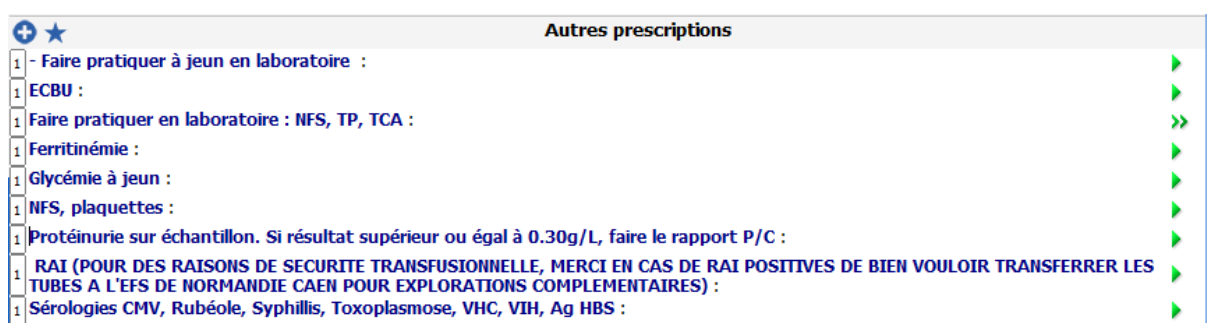 Autres prescriptions
1 - Faire pratiquer à jeun en laboratoire :
1 ECBU :
1 Faire pratiquer en laboratoire : NFS, TP, TCA :
1 Ferritinémie :
1 Glycémie à jeun :
1 NFS, plaquettes :
1 Protéinurie sur échantillon. Si résultat supérieur ou égal à 0.30g/L, faire le rapport P/C :
1 RAI (POUR DES RAISONS DE SECURITE TRANSFUSIONNELLE, MERCI EN CAS DE RAI POSITIVES DE BIEN VOULOIR TRANSFERRER LES
TUBES A L'EFS DE NORMANDIE CAEN POUR EXPLORATIONS COMPLEMENTAIRES) :
1 Sérologies CMV, Rubéole, Syphillis, Toxoplasmose, VHC, VIH, Ag HBS :